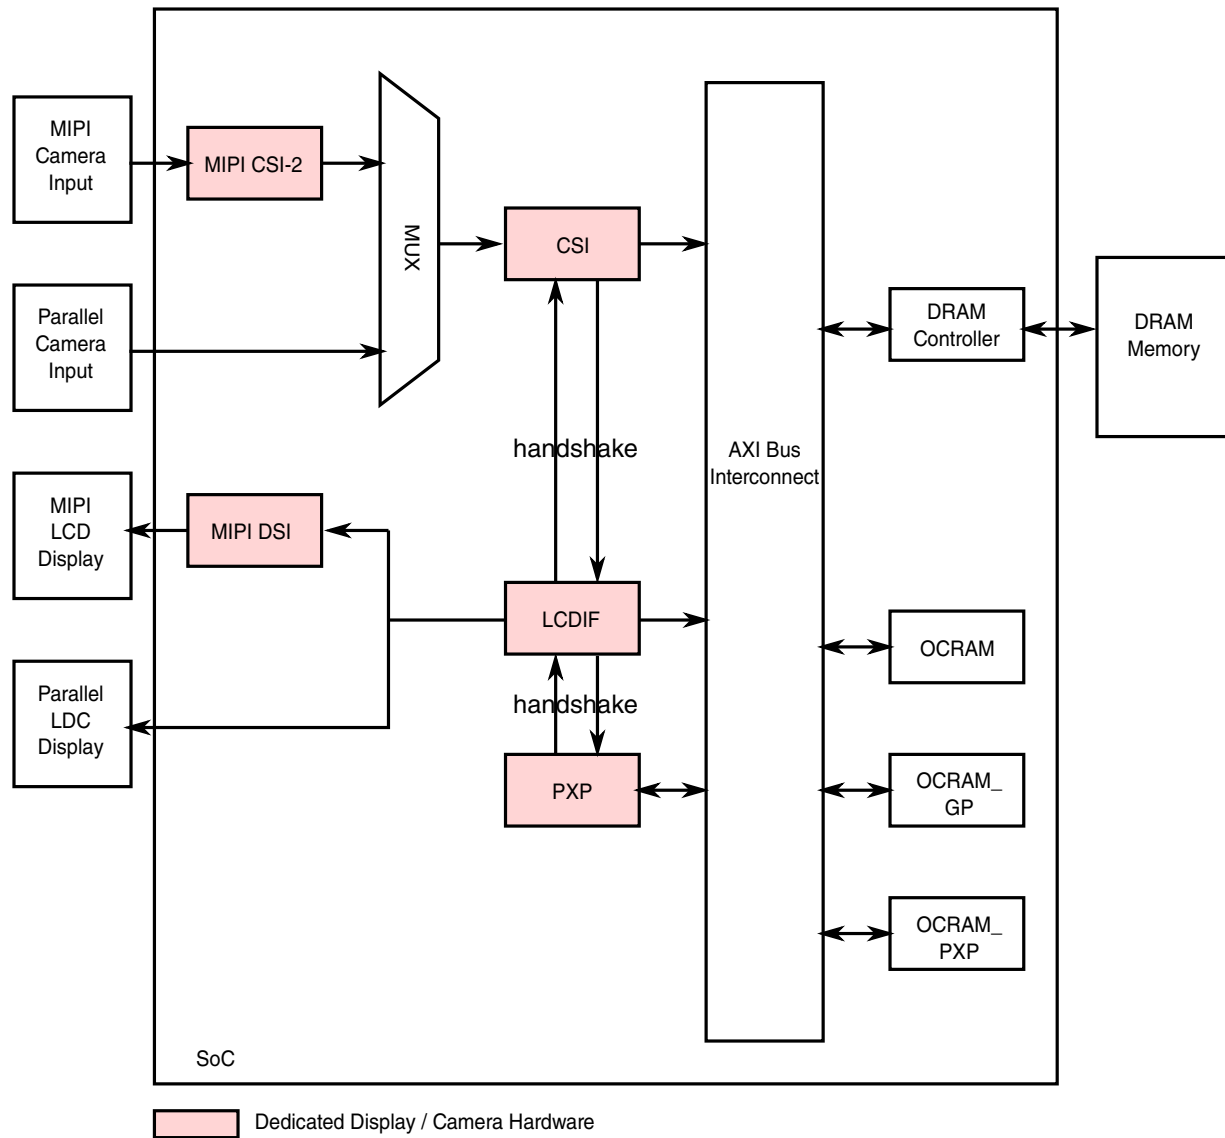 MIPI
Camera
Input
MIPI CSI-2
MUX
CSI
Parallel
Camera
Input
DRAM
Controller
DRAM
Memory
handshake
AXI Bus
Interconnect
MIPI
LCD
Display
MIPI DSI
LCDIF
OCRAM
Parallel
LDC
Display
handshake
PXP
OCRAM_
GP
OCRAM_
PXP
SoC
Dedicated Display / Camera Hardware